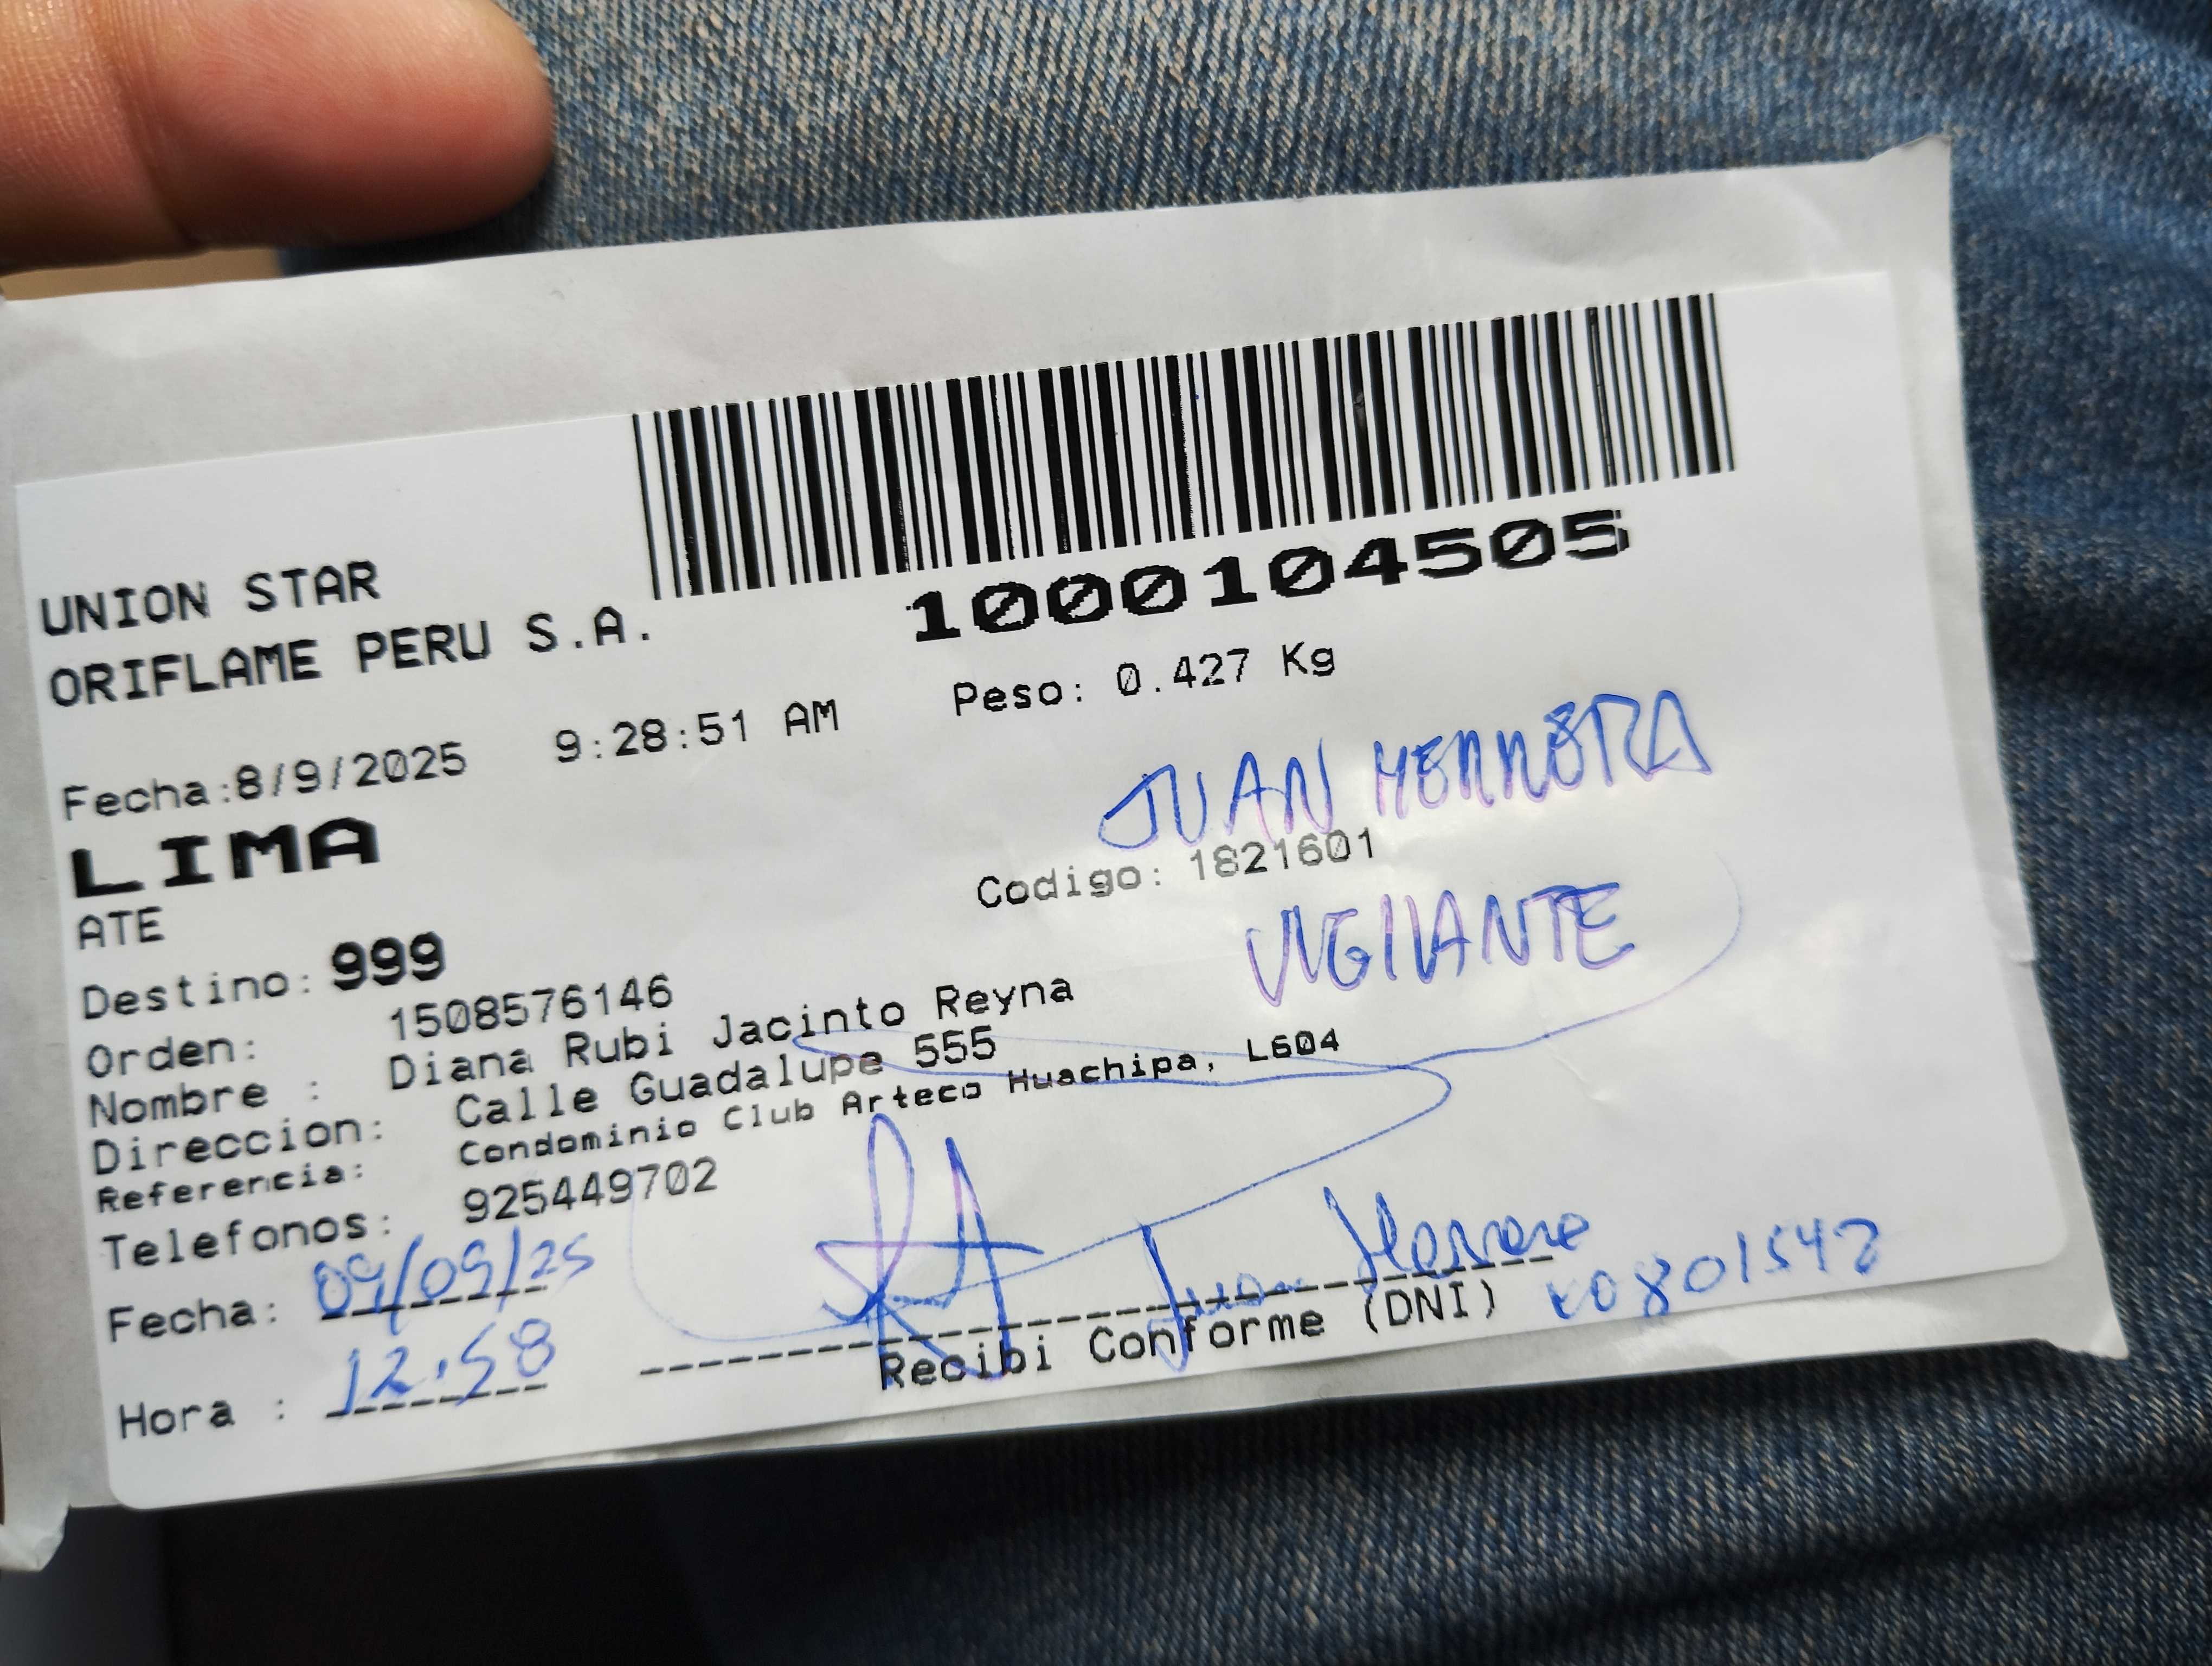 1000104505
UNION STAR
ORIFLAME PERU S.A.
Peso: 0.427 Kg
Fecha:8/9/2025 9:28:51 AM
JUAN HERRERA
LIMA
Codigo: 1821601
ATE
VIGILANTE
Destino: 999
Orden: 1508576146
Nombre : Diana Rubi Jacinto Reyna
Direccion: Calle Guadalupe 555
Referencia: Condominio Club Arteco Huachipa, L604
Telefonos: 925449702
Fecha: 09/09/25
Juan Herrera
Hora : 12:58
Recibi Conforme (DNI)